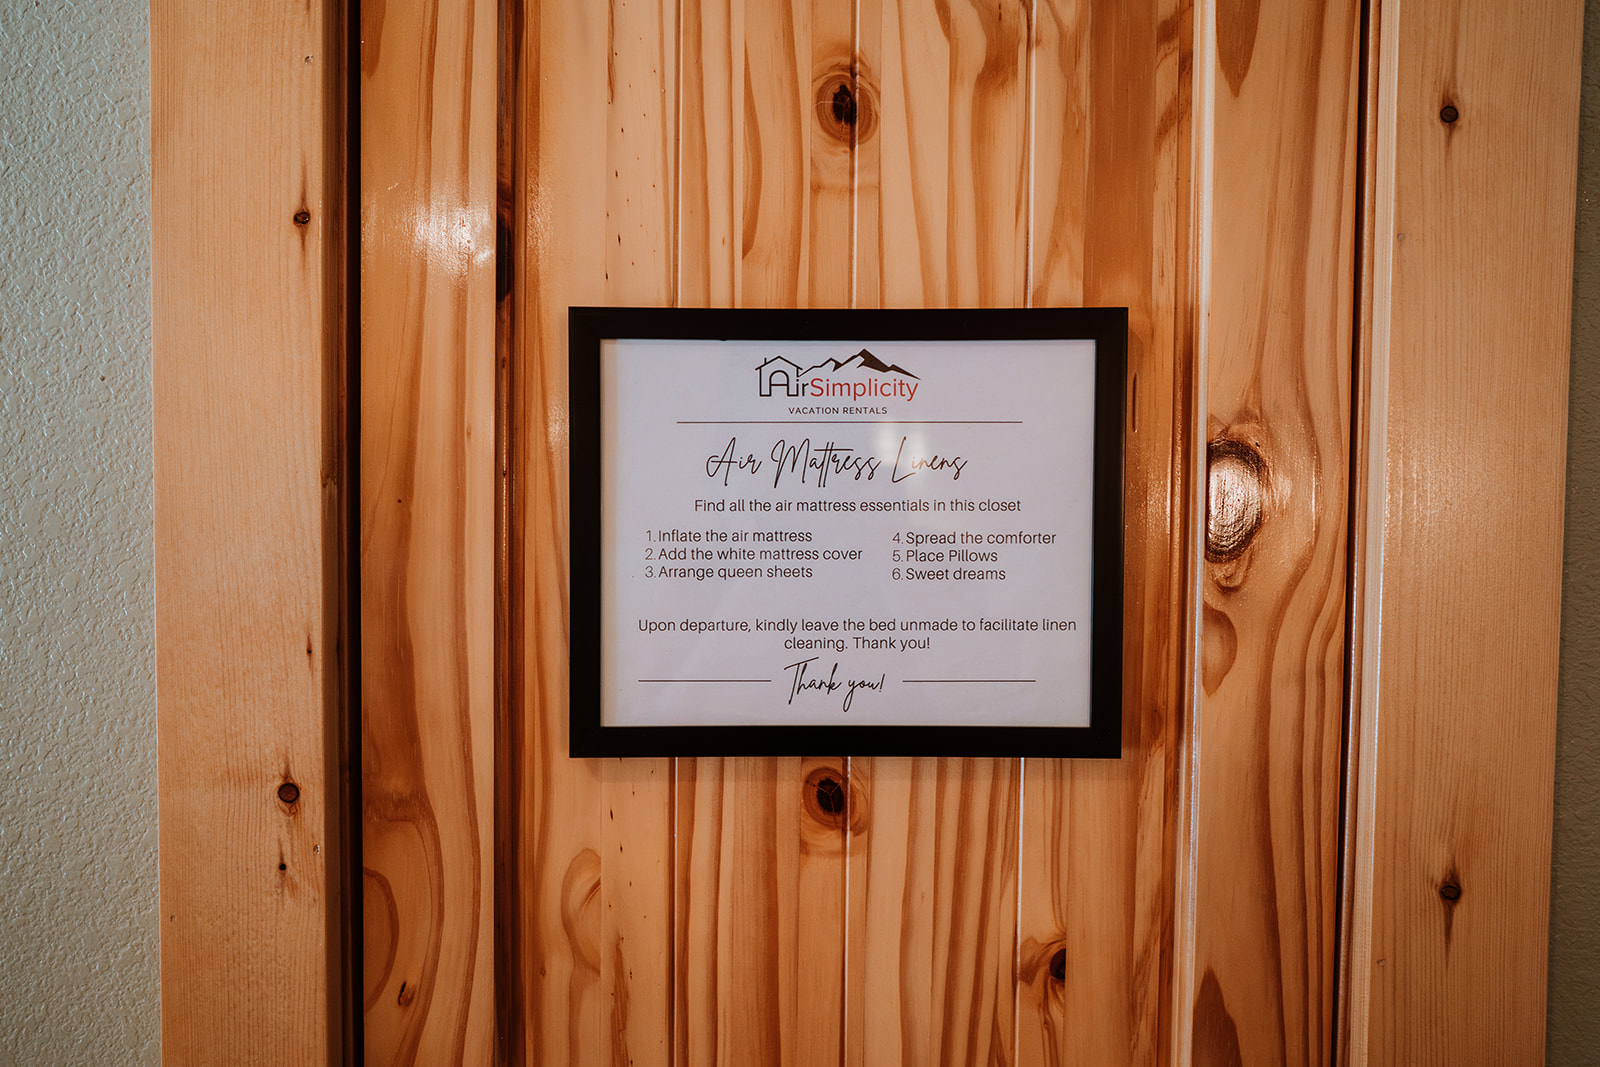 AirSimplicity
VACATION RENTALS
Air Mattress Linens
Find all the air mattress essentials in this closet
1. Inflate the air mattress
2. Add the white mattress cover
3. Arrange queen sheets
4. Spread the comforter
5. Place Pillows
6. Sweet dreams
Upon departure, kindly leave the bed unmade to facilitate linen
cleaning. Thank you!
Thank you!